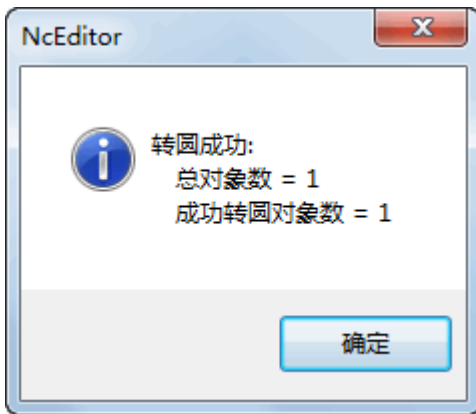 NcEditor
转圆成功:
总对象数 = 1
成功转圆对象数 = 1
确定